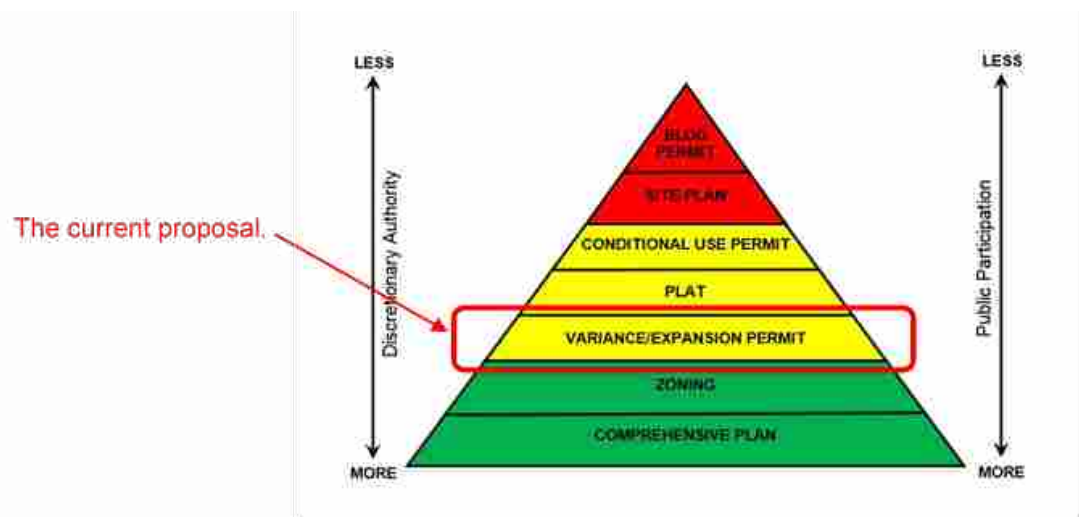 LESS
LESS
BLDG
PERMIT
SITE PLAN
Discretionary Authority
Public Participation
The current proposal.
CONDITIONAL USE PERMIT
PLAT
VARIANCE/EXPANSION PERMIT
ZONING
COMPREHENSIVE PLAN
MORE
MORE